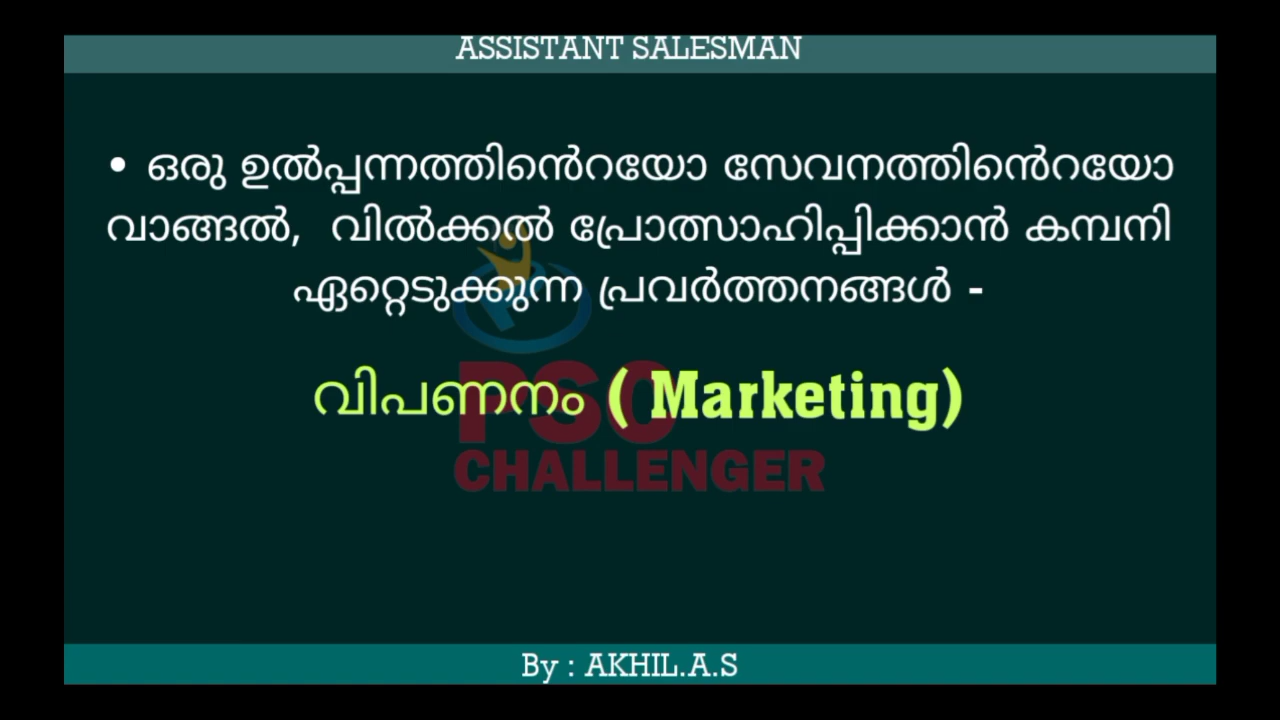 ASSISTANT SALESMAN
• ഒരു ഉൽപ്പന്നത്തിൻെറയോ സേവനത്തിൻെറയോ
വാങ്ങൽ, വിൽക്കൽ പ്രോത്സാഹിപ്പിക്കാൻ കമ്പനി
ഏറ്റെടുക്കുന്ന പ്രവർത്തനങ്ങൾ -
വിപണനം ( Marketing)
PSC
CHALLENGER
By : AKHIL.A.S